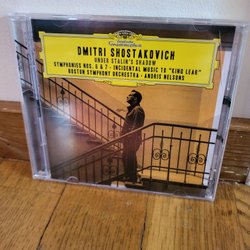 Deutsche
Grammophon
DMITRI SHOSTAKOVICH
UNDER STALIN'S SHADOW
SYMPHONIES NOS. 6 & 7 · INCIDENTAL MUSIC TO "KING LEAR"
BOSTON SYMPHONY ORCHESTRA · ANDRIS NELSONS